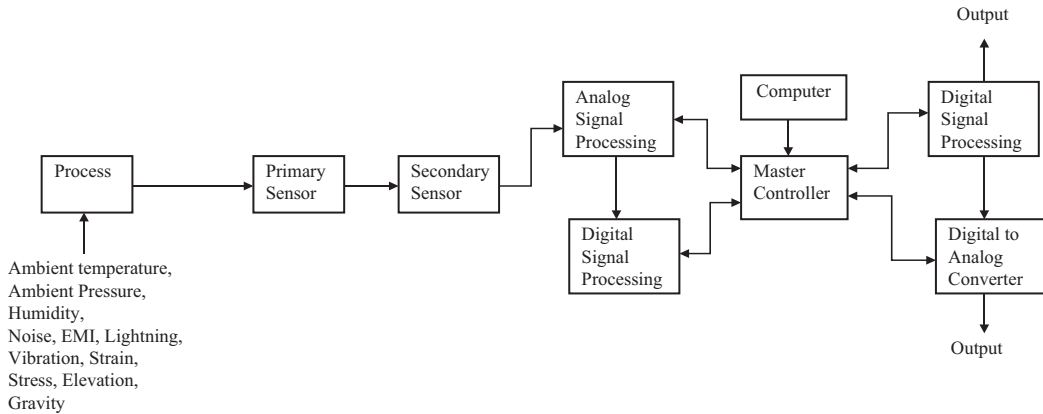 Process
Ambient temperature,
Ambient Pressure,
Humidity,
Noise, EMI, Lightning,
Vibration, Strain,
Stress, Elevation,
Gravity
Primary
Sensor
Secondary
Sensor
Analog
Signal
Processing
Digital
Signal
Processing
Computer
Master
Controller
Output
Digital
Signal
Processing
Digital to
Analog
Converter
Output